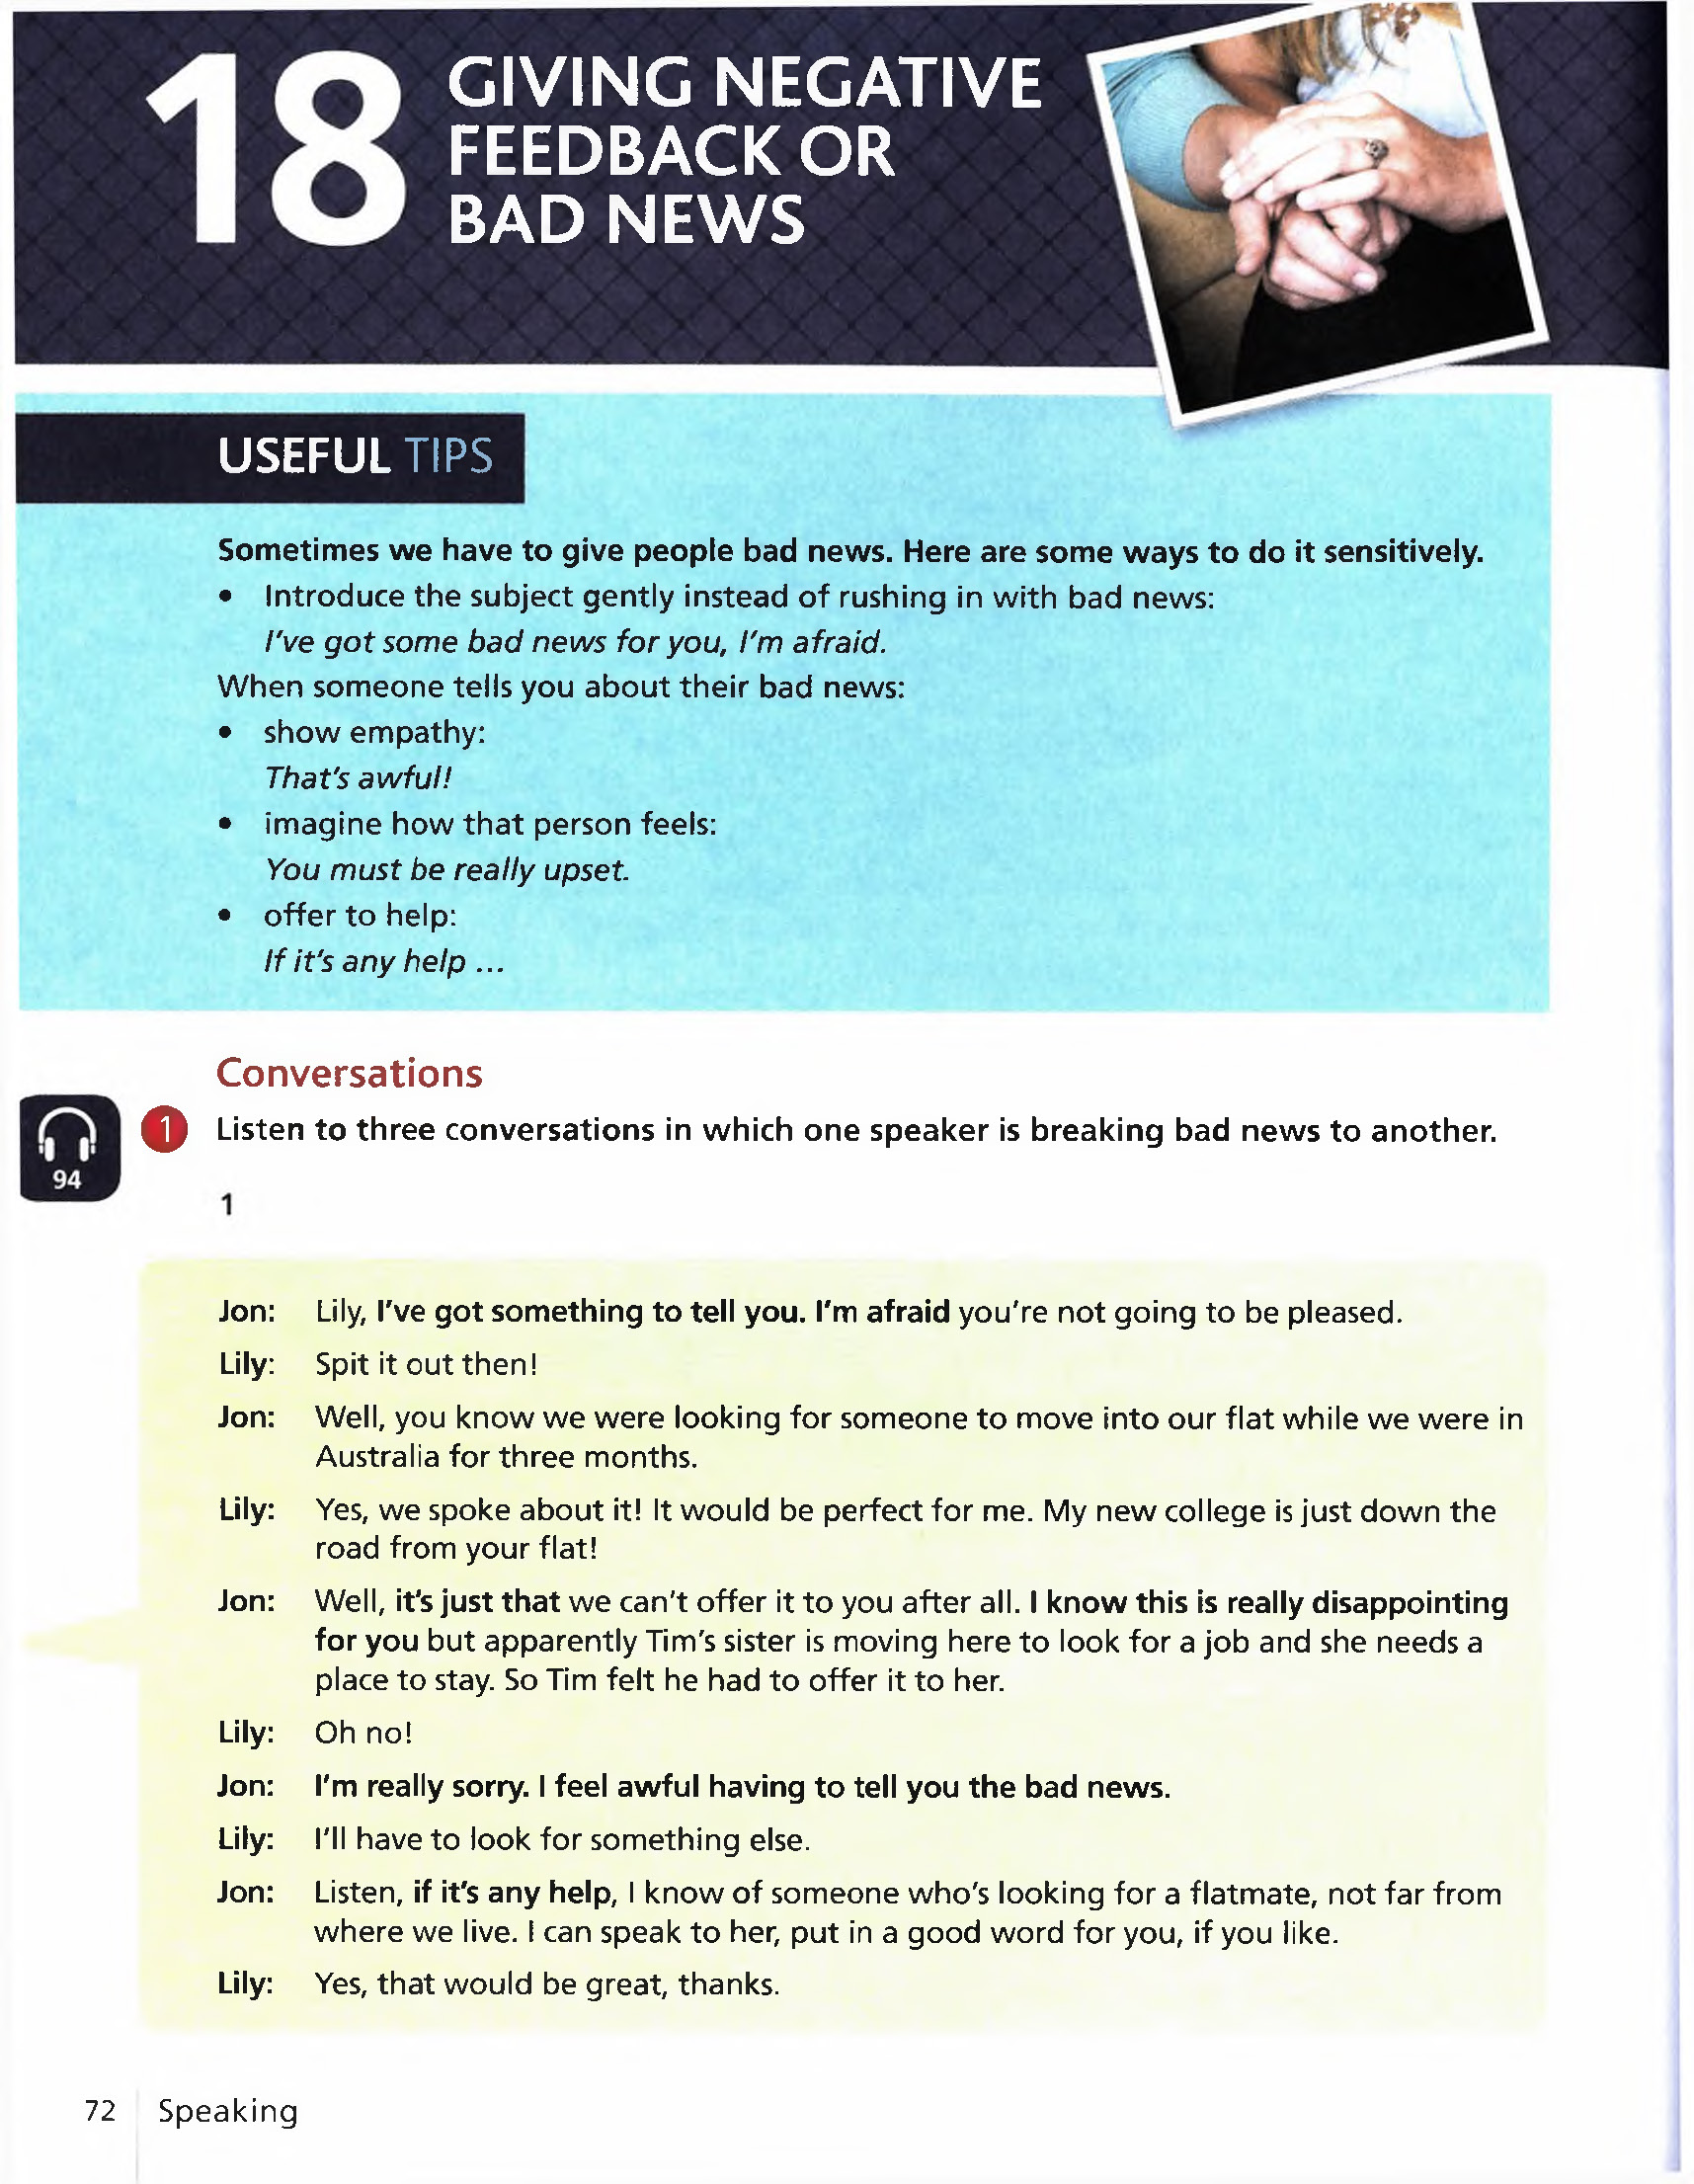 18
GIVING NEGATIVE
FEEDBACK OR
BAD NEWS
USEFUL TIPS
Sometimes we have to give people bad news. Here are some ways to do it sensitively.
• Introduce the subject gently instead of rushing in with bad news:
I've got some bad news for you, I'm afraid.
When someone tells you about their bad news:
• show empathy:
That's awful!
• imagine how that person feels:
You must be really upset.
• offer to help:
If it's any help ...
Conversations
94
1 Listen to three conversations in which one speaker is breaking bad news to another.
1
Jon: Lily, I've got something to tell you. I'm afraid you're not going to be pleased.
Lily: Spit it out then!
Jon: Well, you know we were looking for someone to move into our flat while we were in
Australia for three months.
Lily: Yes, we spoke about it! It would be perfect for me. My new college is just down the
road from your flat!
Jon: Well, it's just that we can't offer it to you after all. I know this is really disappointing
for you but apparently Tim's sister is moving here to look for a job and she needs a
place to stay. So Tim felt he had to offer it to her.
Lily: Oh no!
Jon: I'm really sorry. I feel awful having to tell you the bad news.
Lily: I'll have to look for something else.
Jon: Listen, if it's any help, I know of someone who's looking for a flatmate, not far from
where we live. I can speak to her, put in a good word for you, if you like.
Lily: Yes, that would be great, thanks.
72 Speaking